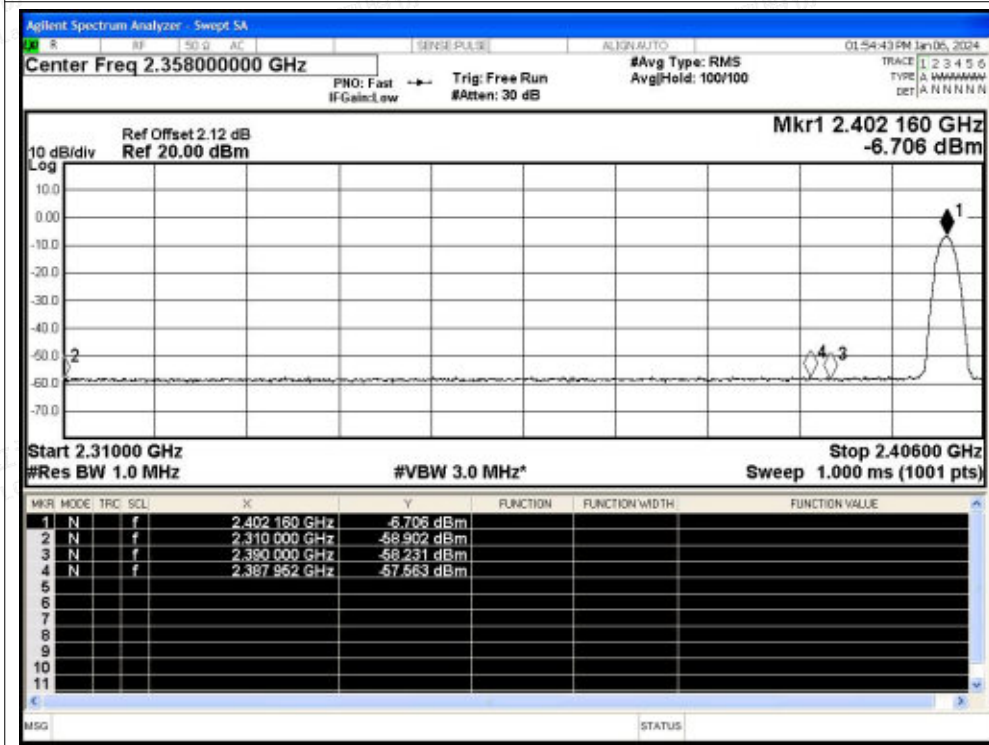 Agilent Spectrum Analyzer - Swept SA
R RF 50 Ω AC SENSE:PULSE ALIGN AUTO 01:54:43 PM Jan 06, 2024
Center Freq 2.358000000 GHz #Avg Type: RMS TRACE 1 2 3 4 5 6
PNO: Fast Trig: Free Run Avg|Hold: 100/100 TYPE A WWWWW
IFGain:Low #Atten: 30 dB DET A N N N N N
Ref Offset 2.12 dB Mkr1 2.402 160 GHz
10 dB/div Ref 20.00 dBm -6.706 dBm
Log
10.0
0.00
1
-10.0
-20.0
-30.0
-40.0
-50.0 2 4 3
-60.0
-70.0
Start 2.31000 GHz Stop 2.40600 GHz
#Res BW 1.0 MHz #VBW 3.0 MHz* Sweep 1.000 ms (1001 pts)
MKR MODE TRC SCL X Y FUNCTION FUNCTION WIDTH FUNCTION VALUE
1 N f 2.402 160 GHz -6.706 dBm
2 N f 2.310 000 GHz -58.902 dBm
3 N f 2.390 000 GHz -58.231 dBm
4 N f 2.387 952 GHz -57.563 dBm
5
6
7
8
9
10
11
MSG STATUS